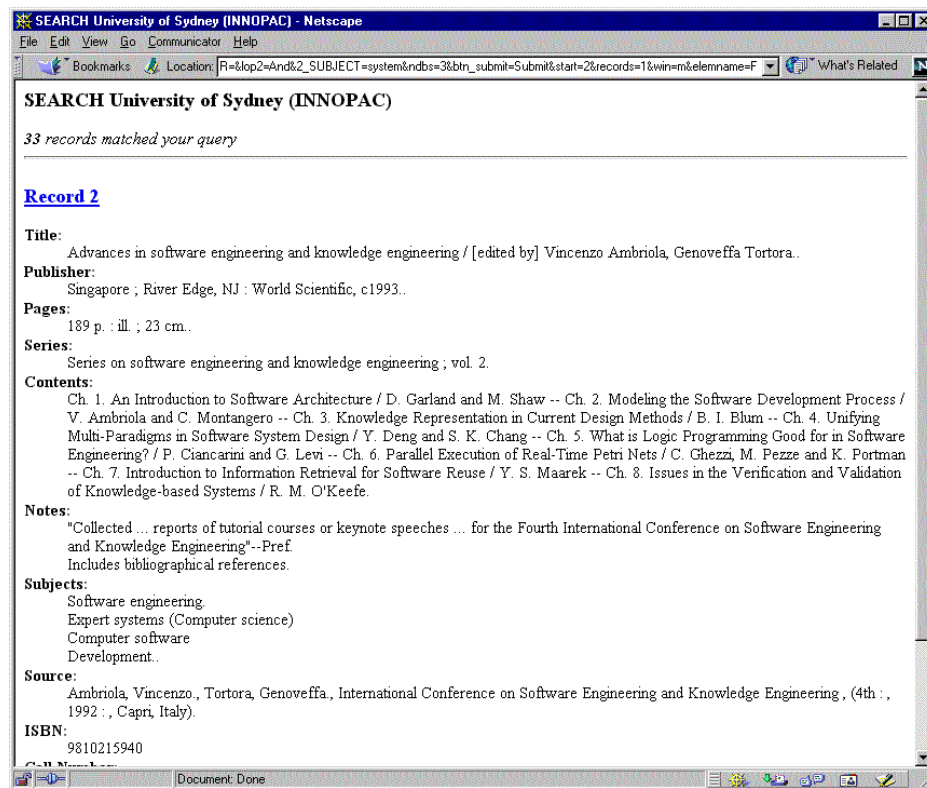 SEARCH University of Sydney (INNOPAC) - Netscape
File Edit View Go Communicator Help
Bookmarks Location: R=&lop2=And&2_SUBJECT=system&ndbs=3&btn_submit=Submit&start=2&records=1&win=m&elemname=F What's Related N
SEARCH University of Sydney (INNOPAC)
33 records matched your query
Record 2
Title:
Advances in software engineering and knowledge engineering / [edited by] Vincenzo Ambriola, Genoveffa Tortora..
Publisher:
Singapore ; River Edge, NJ : World Scientific, c1993..
Pages:
189 p. : ill. ; 23 cm..
Series:
Series on software engineering and knowledge engineering ; vol. 2.
Contents:
Ch. 1. An Introduction to Software Architecture / D. Garland and M. Shaw -- Ch. 2. Modeling the Software Development Process /
V. Ambriola and C. Montangero -- Ch. 3. Knowledge Representation in Current Design Methods / B. I. Blum -- Ch. 4. Unifying
Multi-Paradigms in Software System Design / Y. Deng and S. K. Chang -- Ch. 5. What is Logic Programming Good for in Software
Engineering? / P. Ciancarini and G. Levi -- Ch. 6. Parallel Execution of Real-Time Petri Nets / C. Ghezzi, M. Pezze and K. Portman
-- Ch. 7. Introduction to Information Retrieval for Software Reuse / Y. S. Maarek -- Ch. 8. Issues in the Verification and Validation
of Knowledge-based Systems / R. M. O'Keefe.
Notes:
"Collected ... reports of tutorial courses or keynote speeches ... for the Fourth International Conference on Software Engineering
and Knowledge Engineering"--Pref.
Includes bibliographical references.
Subjects:
Software engineering.
Expert systems (Computer science)
Computer software
Development..
Source:
Ambriola, Vincenzo., Tortora, Genoveffa., International Conference on Software Engineering and Knowledge Engineering , (4th : ,
1992 : , Capri, Italy).
ISBN:
9810215940
Call Number:
Document: Done